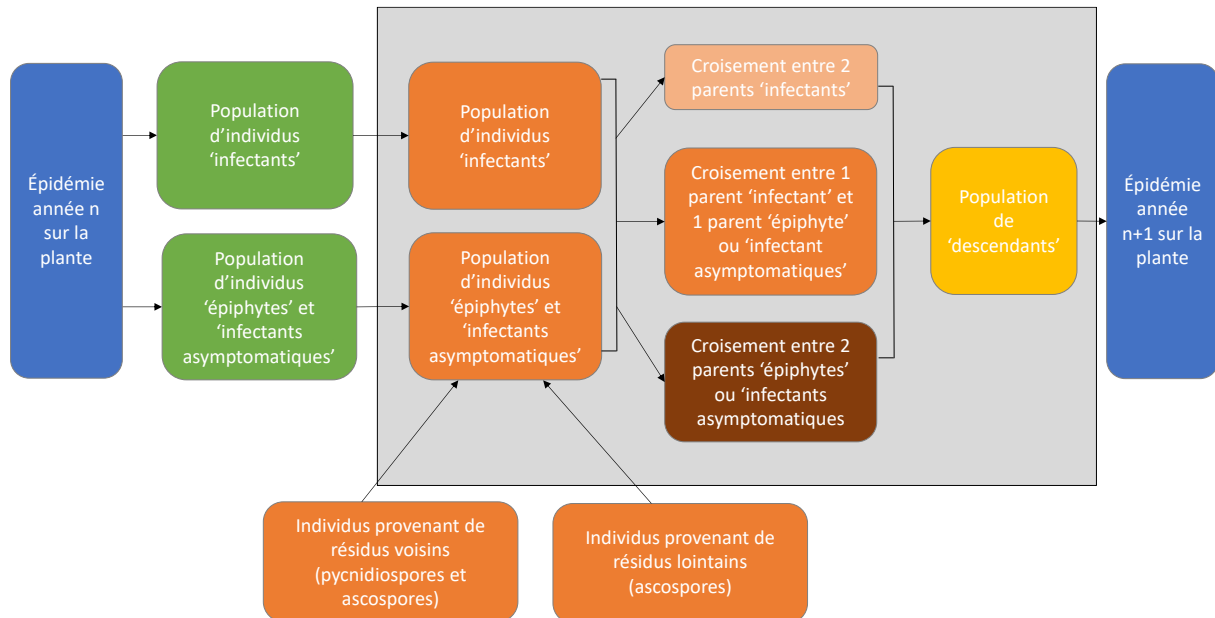 Épidémie
année n
sur la
plante
Population
d’individus
‘infectants’
Population
d’individus
‘épiphytes’ et
‘infectants
asymptomatiques’
Population
d’individus
‘infectants’
Population
d’individus
‘épiphytes’ et
‘infectants
asymptomatiques’
Croisement entre 2
parents ‘infectants’
Croisement entre 1
parent ‘infectant’ et
1 parent ‘épiphyte’
ou ‘infectant
asymptomatiques’
Croisement entre 2
parents ‘épiphytes’
ou ‘infectants
asymptomatiques
Population
de
‘descendants’
Épidémie
année
n+1 sur la
plante
Individus provenant de
résidus voisins
(pycnidiospores et
ascospores)
Individus provenant de
résidus lointains
(ascospores)